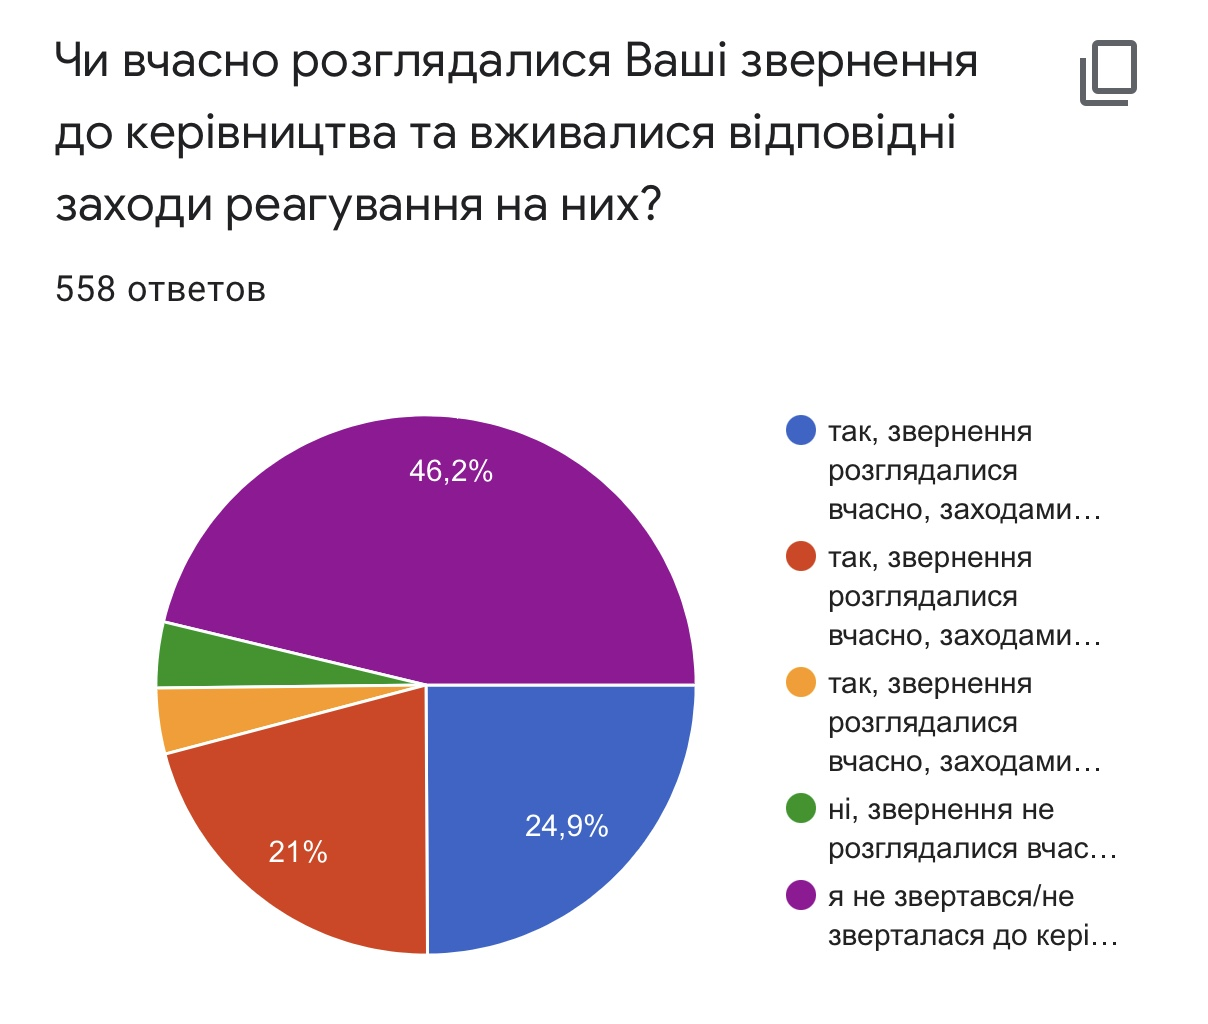 Чи вчасно розглядалися Ваші звернення
до керівництва та вживалися відповідні
заходи реагування на них?
558 ответов
46,2%
24,9%
21%
так, звернення
розглядалися
вчасно, заходами…
так, звернення
розглядалися
вчасно, заходами…
так, звернення
розглядалися
вчасно, заходами…
ні, звернення не
розглядалися вчас…
я не звертався/не
зверталася до кері…